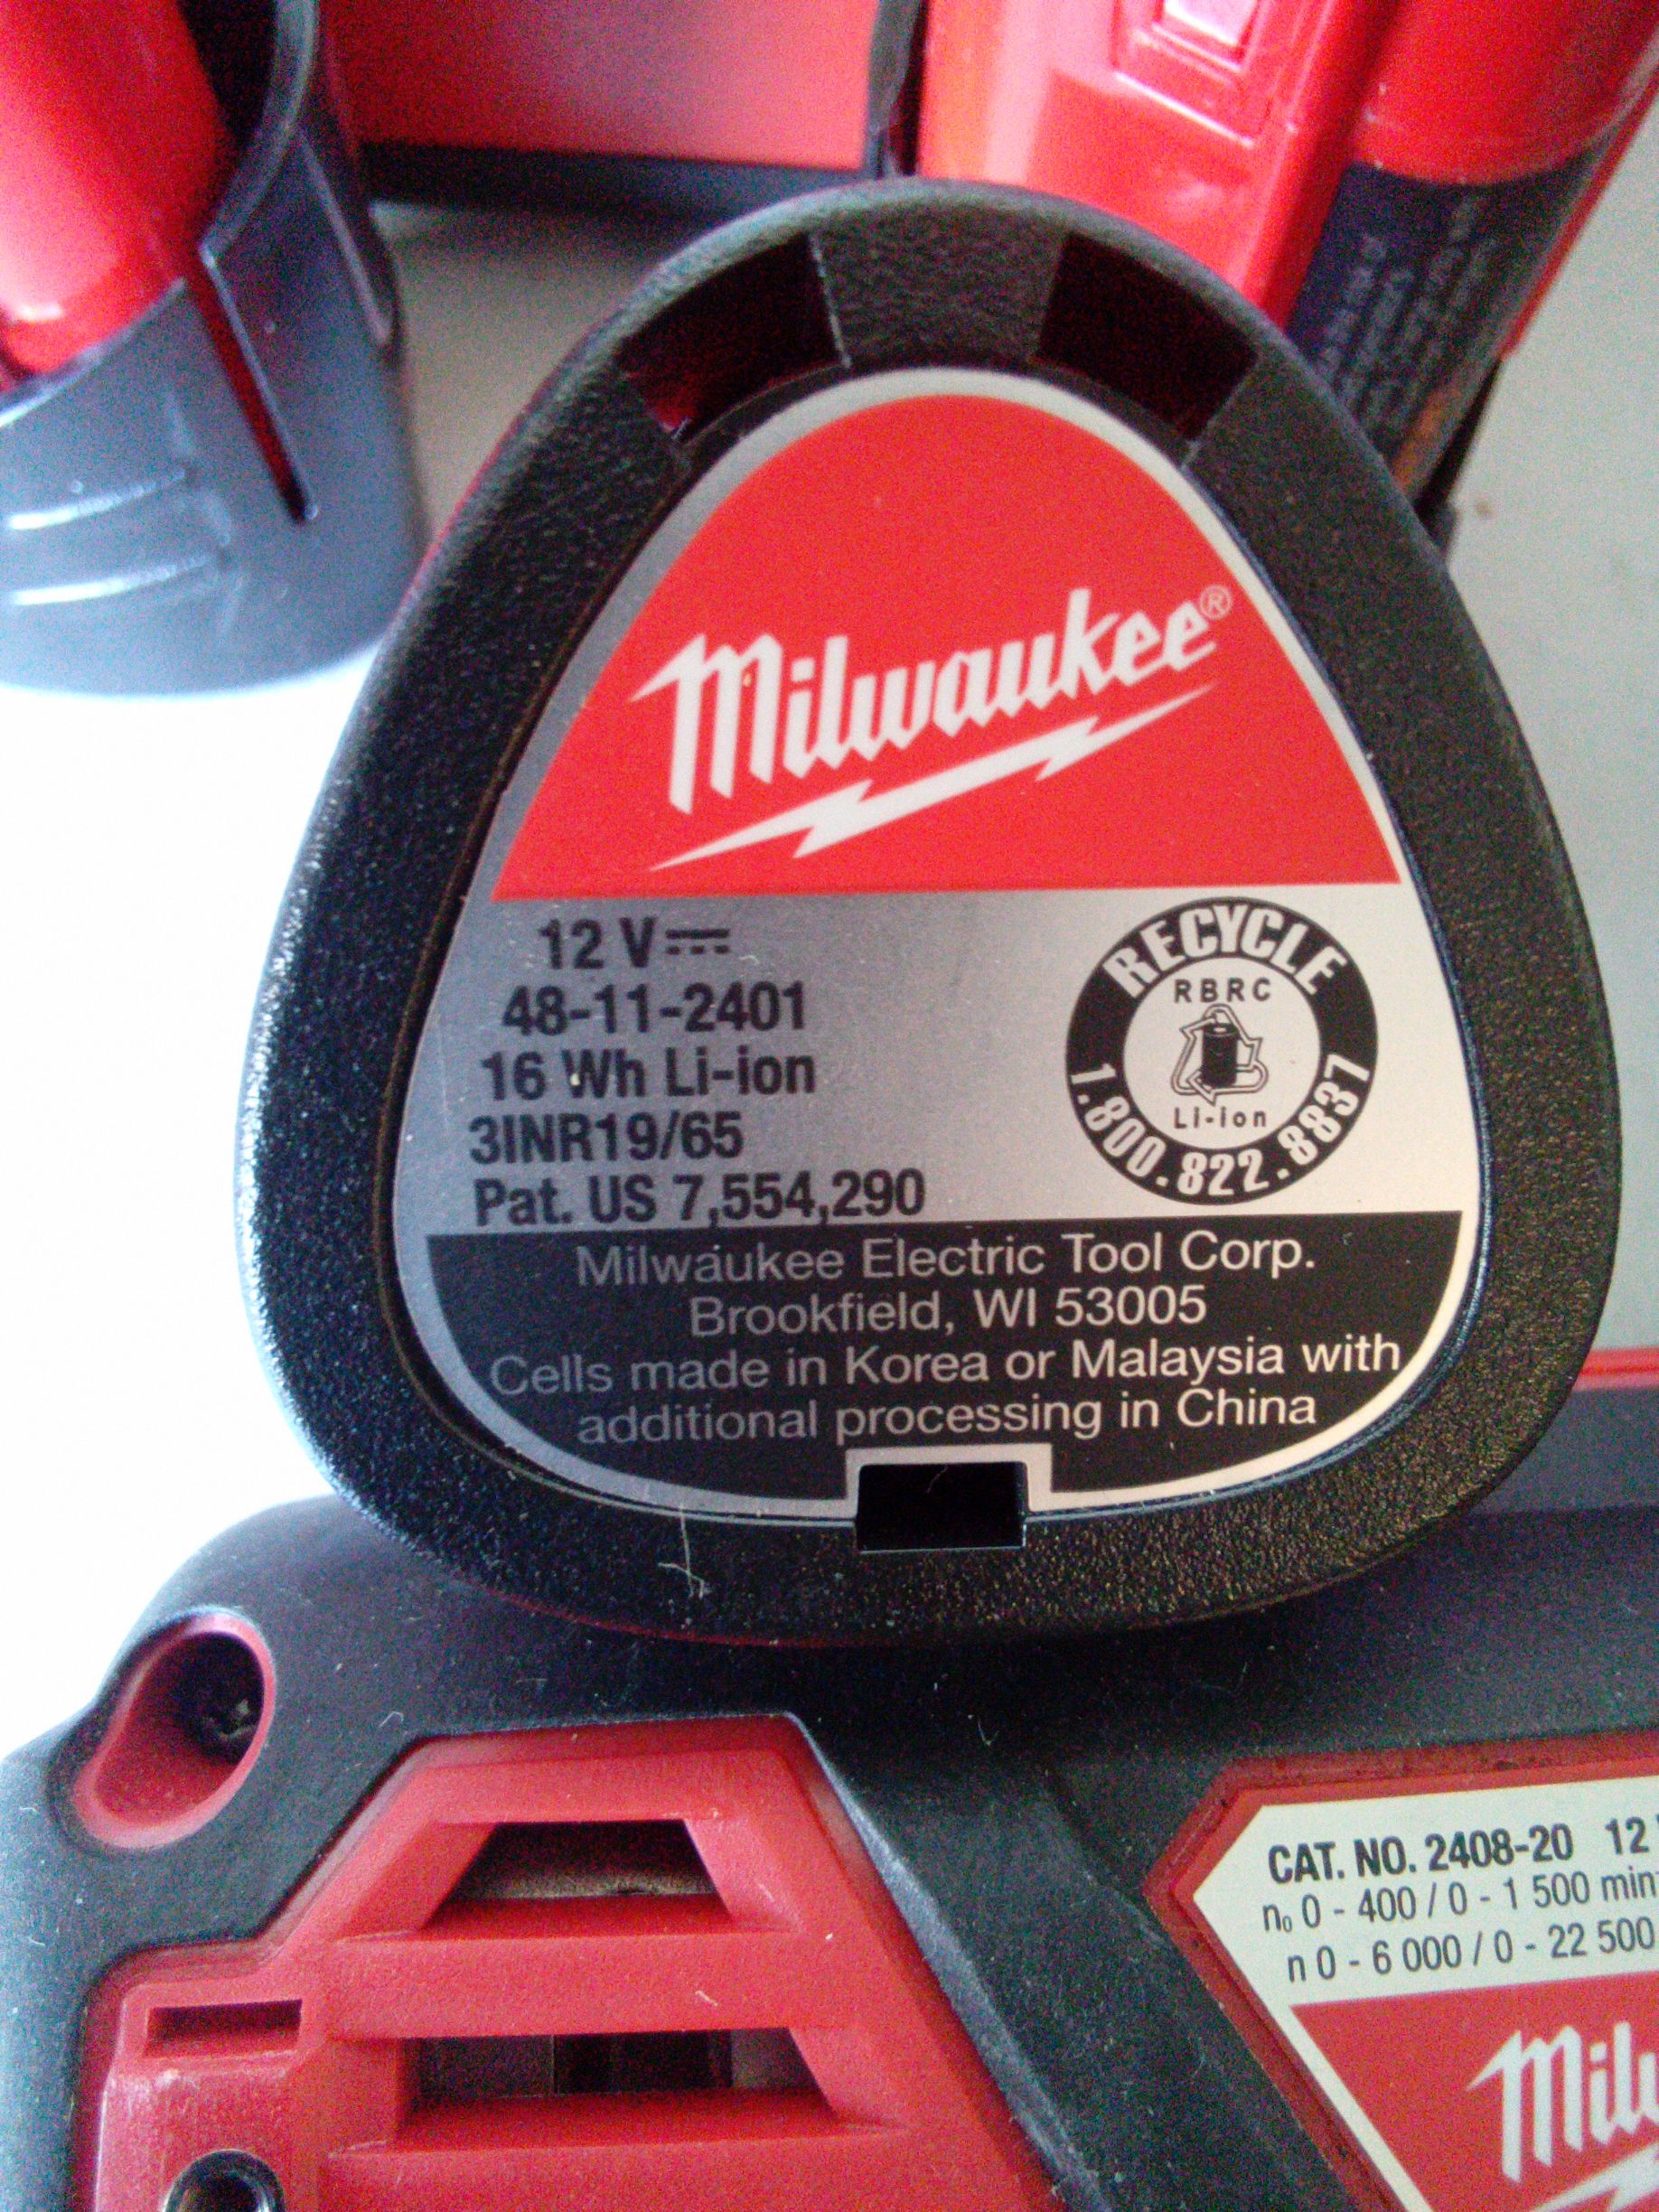 Milwaukee®
12 V
48-11-2401
16 Wh Li-ion
3INR19/65
Pat. US 7,554,290
RECYCLE
RBRC
Li-ion
1.800.822.8837
Milwaukee Electric Tool Corp.
Brookfield, WI 53005
Cells made in Korea or Malaysia with
additional processing in China
CAT. NO. 2408-20 12
n₀ 0 - 400 / 0 - 1 500 min
n 0 - 6 000 / 0 - 22 500
Milw